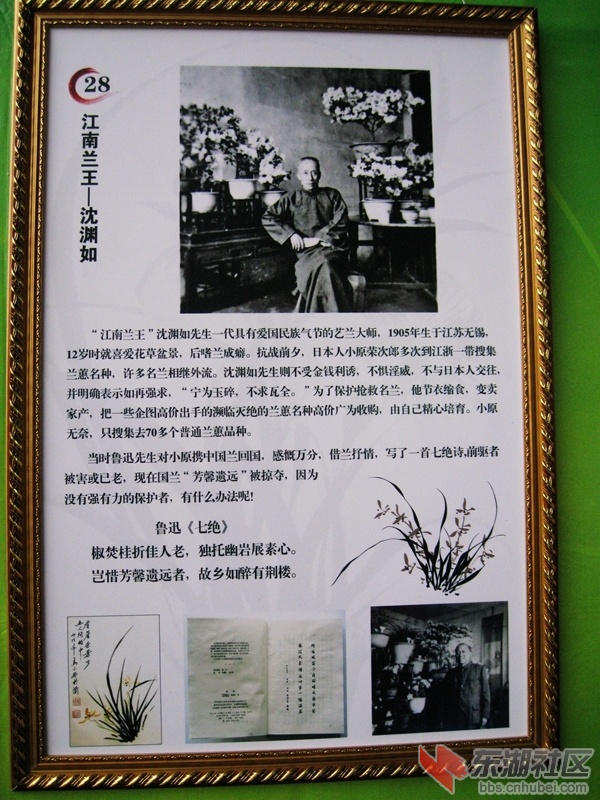 28
江南兰王—沈渊如
“江南兰王”沈渊如先生一代具有爱国民族气节的艺兰大师，1905年生于江苏无锡，
12岁时就喜爱花草盆景，后嗜兰成癖。抗战前夕，日本人小原荣次郎多次到江浙一带搜集
兰蕙名种，许多名兰相继外流。沈渊如先生则不受金钱利诱，不惧淫威，不与日本人交往，
并明确表示如再强求，“宁为玉碎，不求瓦全。”为了保护抢救名兰，他节衣缩食，变卖
家产，把一些企图高价出手的濒临灭绝的兰蕙名种高价广为收购，由自己精心培育。小原
无奈，只搜集去70多个普通兰蕙品种。
当时鲁迅先生对小原携中国兰回国，感慨万分，借兰抒情，写了一首七绝诗,前驱者
被害或已老，现在国兰“芳馨遗远”被掠夺，因为
没有强有力的保护者，有什么办法呢!
鲁迅《七绝》
椒焚桂折佳人老，独托幽岩展素心。
岂惜芳馨遗远者，故乡如醉有荆楼。
东湖社区
bbs.cnhubei.com